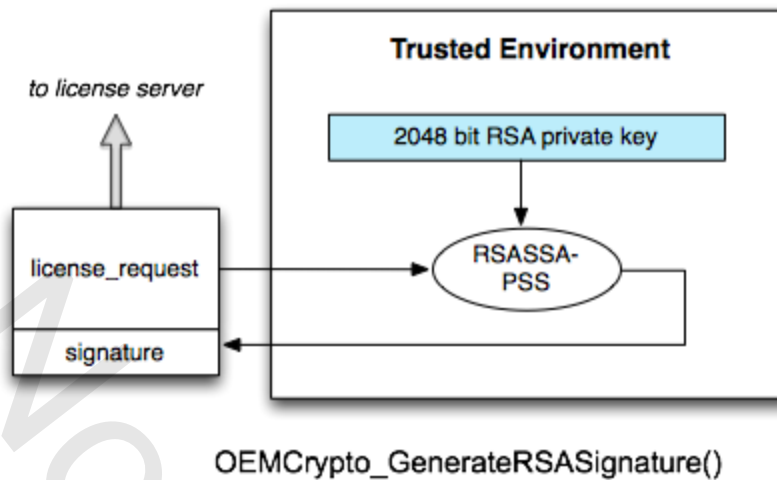 Trusted Environment
to license server
2048 bit RSA private key
license_request
RSASSA-
PSS
signature
OEMCrypto_GenerateRSASignature()